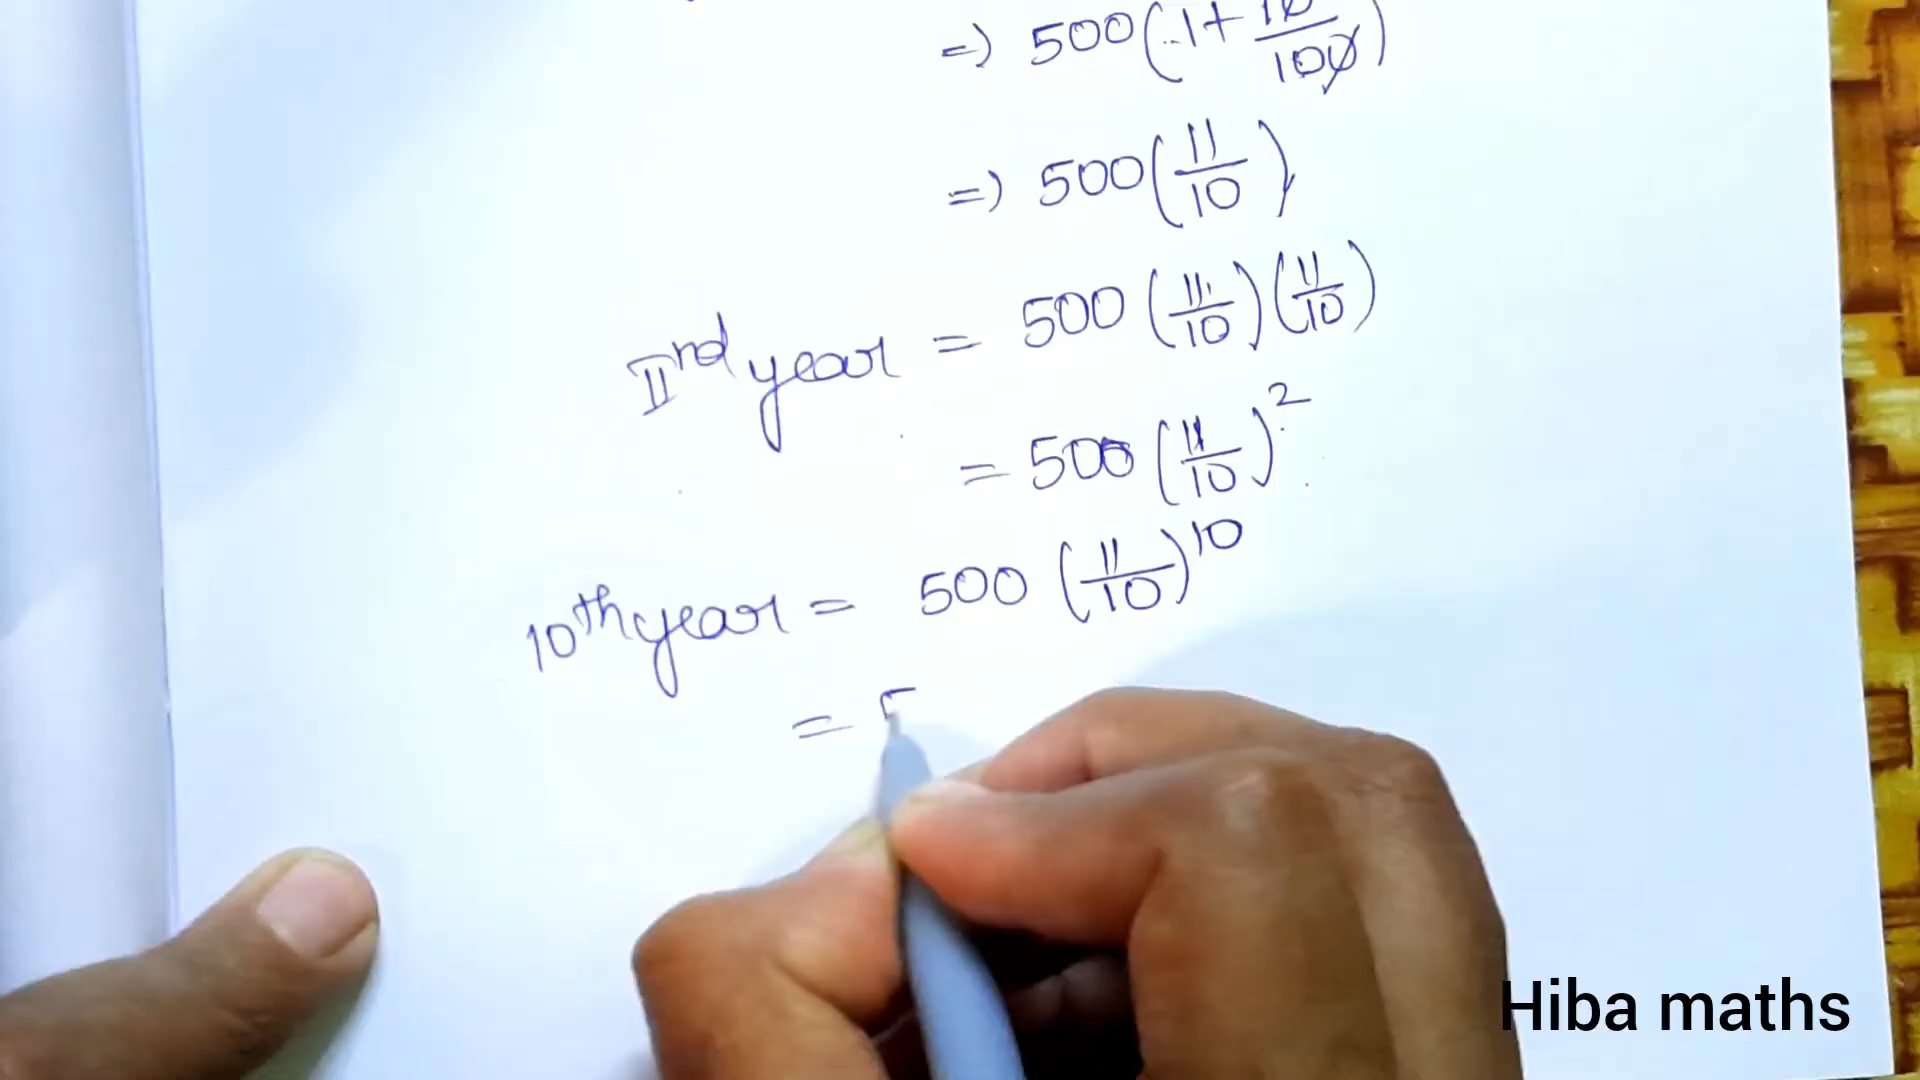 =) 500(1+ 10/100)
=) 500(11/10)
IInd year = 500 (11/10)(11/10)
= 500 (11/10)^2
10th year = 500 (11/10)^10
= 5
Hiba maths